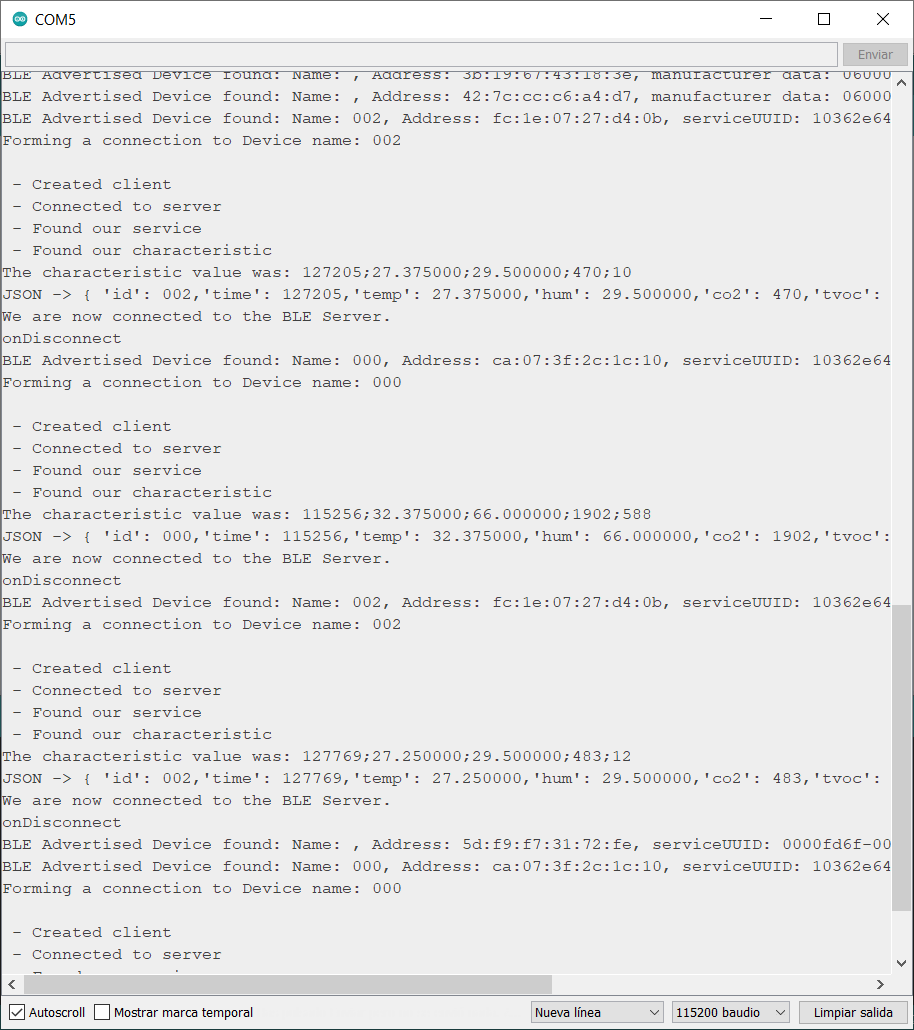 COM5
Enviar
BLE Advertised Device found: Name: , Address: 3b:19:67:43:18:3e, manufacturer data: 06000
BLE Advertised Device found: Name: , Address: 42:7c:cc:c6:a4:d7, manufacturer data: 06000
BLE Advertised Device found: Name: 002, Address: fc:1e:07:27:d4:0b, serviceUUID: 10362e64
Forming a connection to Device name: 002
- Created client
- Connected to server
- Found our service
- Found our characteristic
The characteristic value was: 127205;27.375000;29.500000;470;10
JSON -> { 'id': 002,'time': 127205,'temp': 27.375000,'hum': 29.500000,'co2': 470,'tvoc':
We are now connected to the BLE Server.
onDisconnect
BLE Advertised Device found: Name: 000, Address: ca:07:3f:2c:1c:10, serviceUUID: 10362e64
Forming a connection to Device name: 000
- Created client
- Connected to server
- Found our service
- Found our characteristic
The characteristic value was: 115256;32.375000;66.000000;1902;588
JSON -> { 'id': 000,'time': 115256,'temp': 32.375000,'hum': 66.000000,'co2': 1902,'tvoc':
We are now connected to the BLE Server.
onDisconnect
BLE Advertised Device found: Name: 002, Address: fc:1e:07:27:d4:0b, serviceUUID: 10362e64
Forming a connection to Device name: 002
- Created client
- Connected to server
- Found our service
- Found our characteristic
The characteristic value was: 127769;27.250000;29.500000;483;12
JSON -> { 'id': 002,'time': 127769,'temp': 27.250000,'hum': 29.500000,'co2': 483,'tvoc':
We are now connected to the BLE Server.
onDisconnect
BLE Advertised Device found: Name: , Address: 5d:f9:f7:31:72:fe, serviceUUID: 0000fd6f-00
BLE Advertised Device found: Name: 000, Address: ca:07:3f:2c:1c:10, serviceUUID: 10362e64
Forming a connection to Device name: 000
- Created client
- Connected to server
Autoscroll Mostrar marca temporal Nueva línea 115200 baudio Limpiar salida